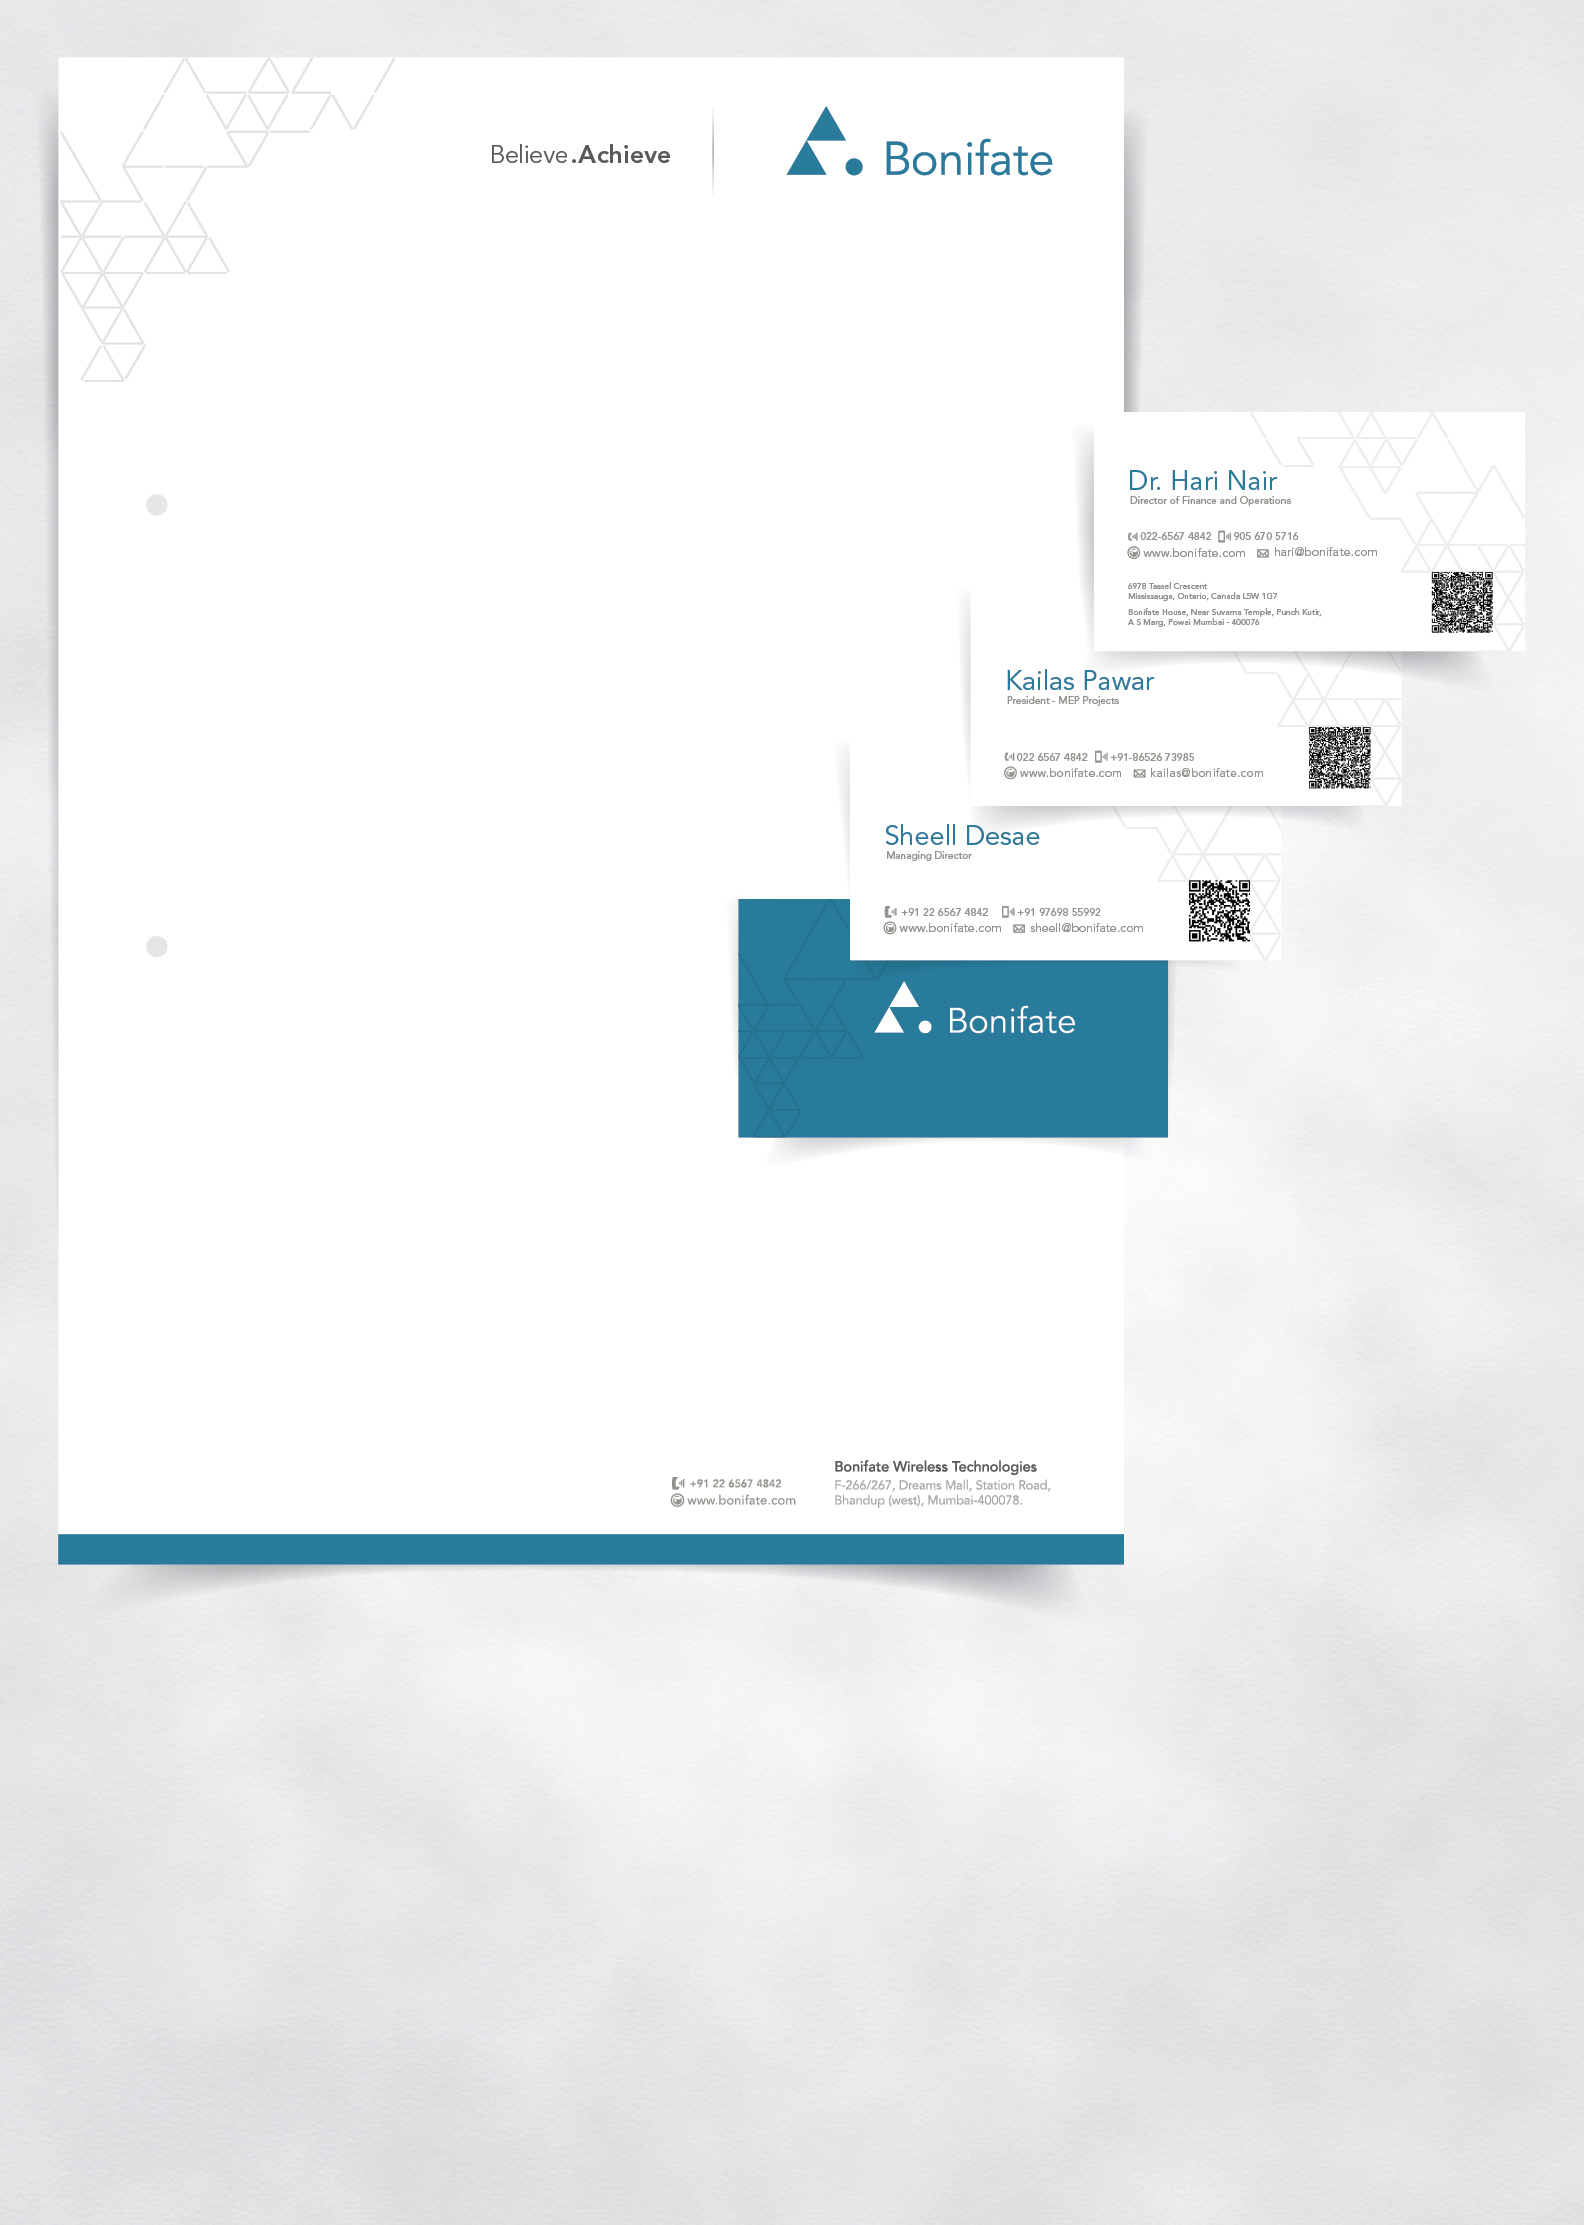 Believe.Achieve
Bonifate
Dr. Hari Nair
Director of Finance and Operations
022-6567 4842 905 670 5716
www.bonifate.com hari@bonifate.com
6978 Tassel Crescent
Mississauga, Ontario, Canada L5W 1G7
Bonifate House, Near Suvarna Temple, Punch Kutir,
A S Marg, Powai Mumbai - 400076
Kailas Pawar
President - MEP Projects
022 6567 4842 +91-86526 73985
www.bonifate.com kailas@bonifate.com
Sheell Desae
Managing Director
+91 22 6567 4842 +91 97698 55992
www.bonifate.com sheell@bonifate.com
Bonifate
+91 22 6567 4842
www.bonifate.com
Bonifate Wireless Technologies
F-266/267, Dreams Mall, Station Road,
Bhandup (west), Mumbai-400078.